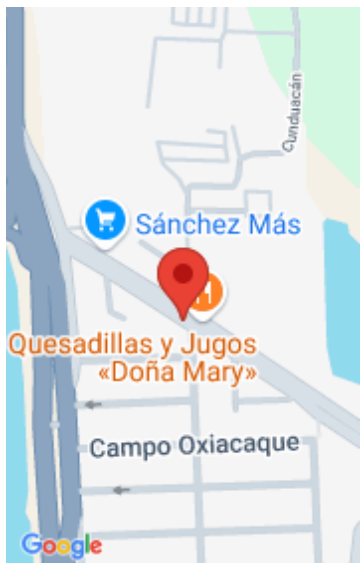 Cunduacán
Sánchez Más
Quesadillas y Jugos
«Doña Mary»
Campo Oxiacaque
Google